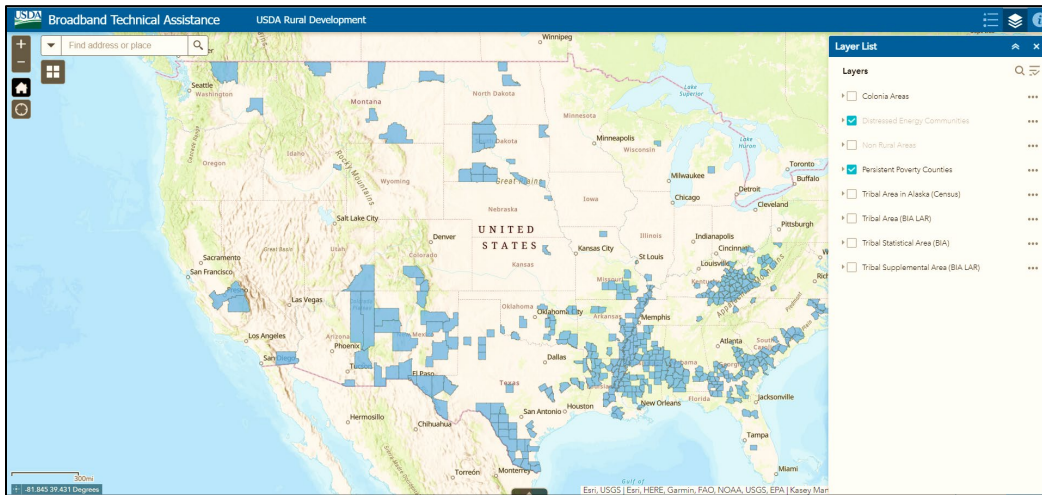 USDA Broadband Technical Assistance USDA Rural Development
Find address or place
Layer List
Layers
Colonia Areas
Distressed Energy Communities
Non Rural Areas
Persistent Poverty Counties
Tribal Area in Alaska (Census)
Tribal Area (BIA LAR)
Tribal Statistical Area (BIA)
Tribal Supplemental Area (BIA LAR)
Winnipeg
Seattle
Washington
Montana
North Dakota
Minnesota
Lake Superior
Minneapolis
Wisconsin
Lake Huron
Toronto
Buffalo
Oregon
Idaho
Rocky Mountains
Wyoming
Dakota
Great Plains
Milwaukee
Detroit
Chicago
Cleveland
Iowa
Nebraska
Pittsburgh
Salt Lake City
Great Basin
Utah
Denver
Colorado
UNITED
STATES
Kansas City
Kansas
Illinois
Indianapolis
Cincinnati
St Louis
Louisville
Sacramento
San Francisco
Las Vegas
Missouri
Oklahoma
Oklahoma City
Arkansas
Memphis
Los Angeles
Arizona
Phoenix
San Diego
El Paso
Dallas
Texas
Atlanta
Florida
Jacksonville
New Orleans
Houston
San Antonio
Hermosillo
Chihuahua
Tampa
Miami
Torreón
Monterrey
Gulf of
300mi
-81.845 39.431 Degrees
Esri, USGS | Esri, HERE, Garmin, FAO, NOAA, USGS, EPA | Kasey Mar